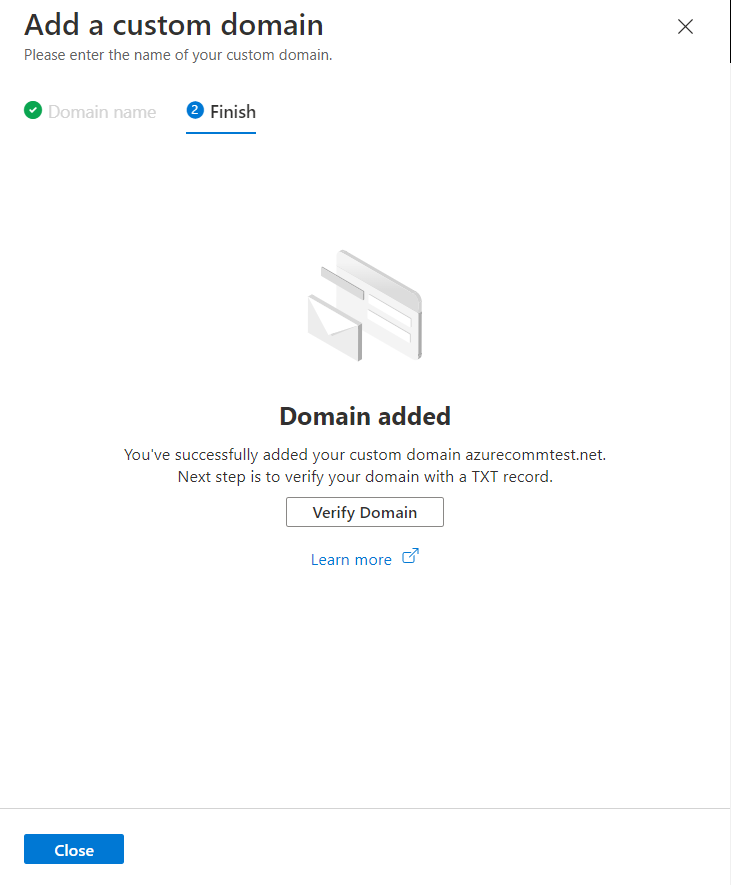 Add a custom domain
Please enter the name of your custom domain.
Domain name
2 Finish
Domain added
You've successfully added your custom domain azurecommtest.net.
Next step is to verify your domain with a TXT record.
Verify Domain
Learn more
Close